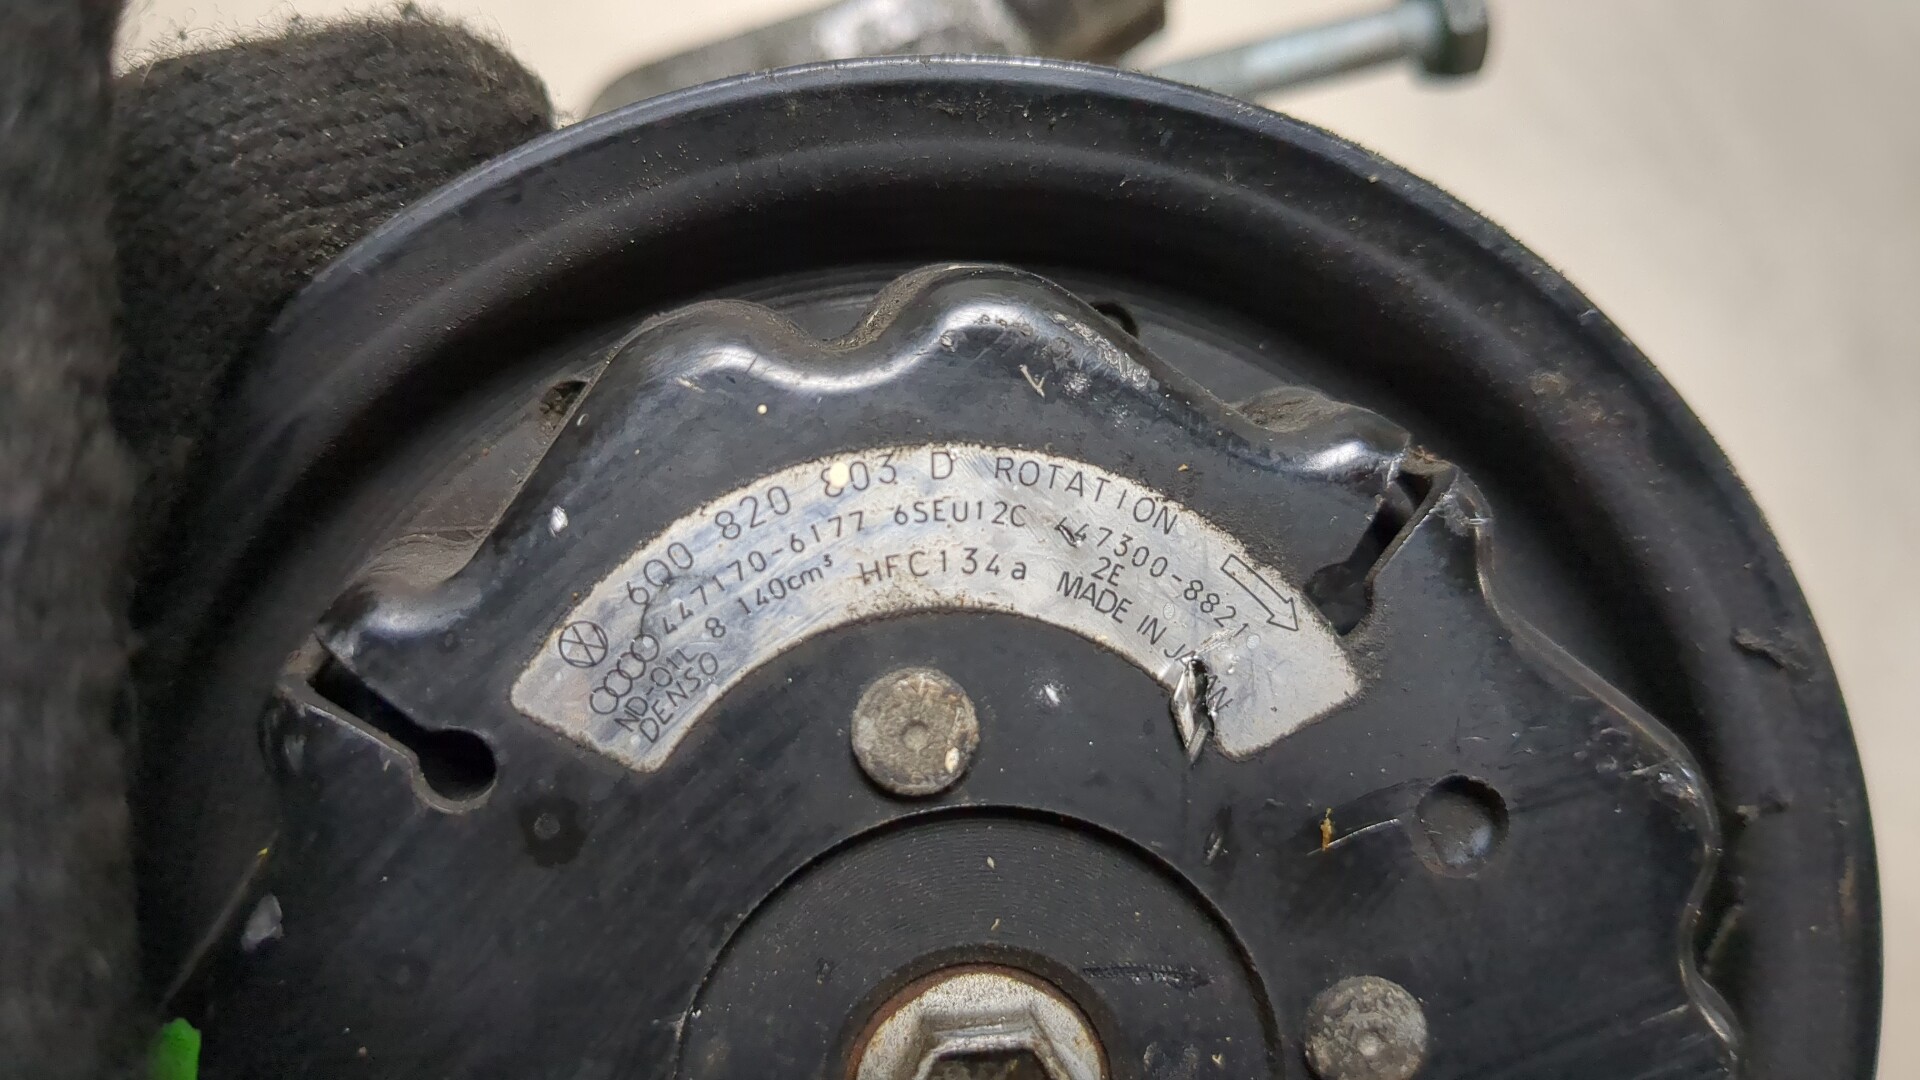 6Q0 820 803 D ROTATION
447170-6177 6SEU12C 447300-8821
2E
ND-OIL 8 140cm³ HFC134a MADE IN JAPAN
DENSO